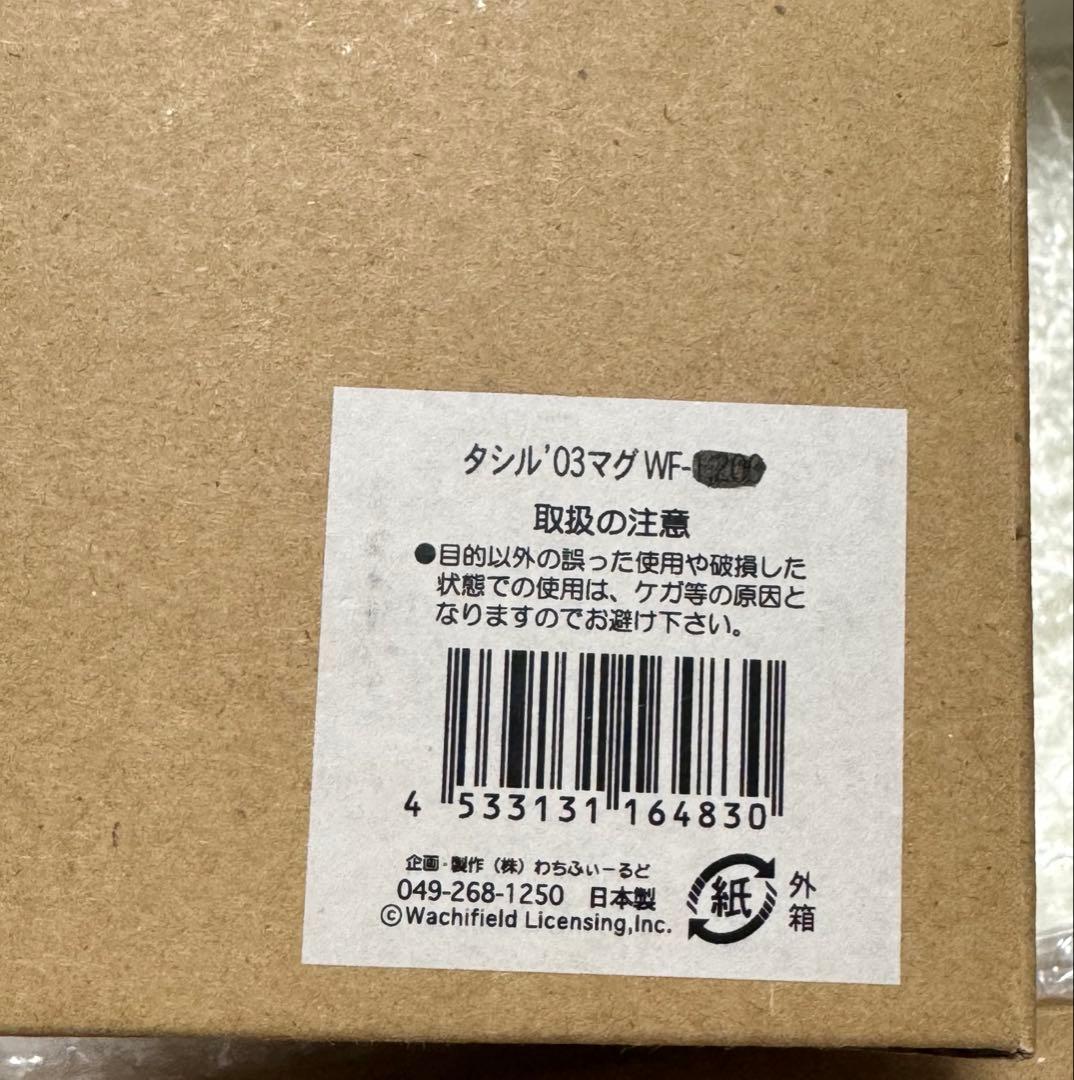 タシル'03マグ WF-
取扱の注意
●目的以外の誤った使用や破損した
状態での使用は、ケガ等の原因と
なりますのでお避け下さい。
4 533131 164830
企画・製作（株）わちふぃーるど
049-268-1250 日本製
©Wachifield Licensing,Inc.
紙
外箱